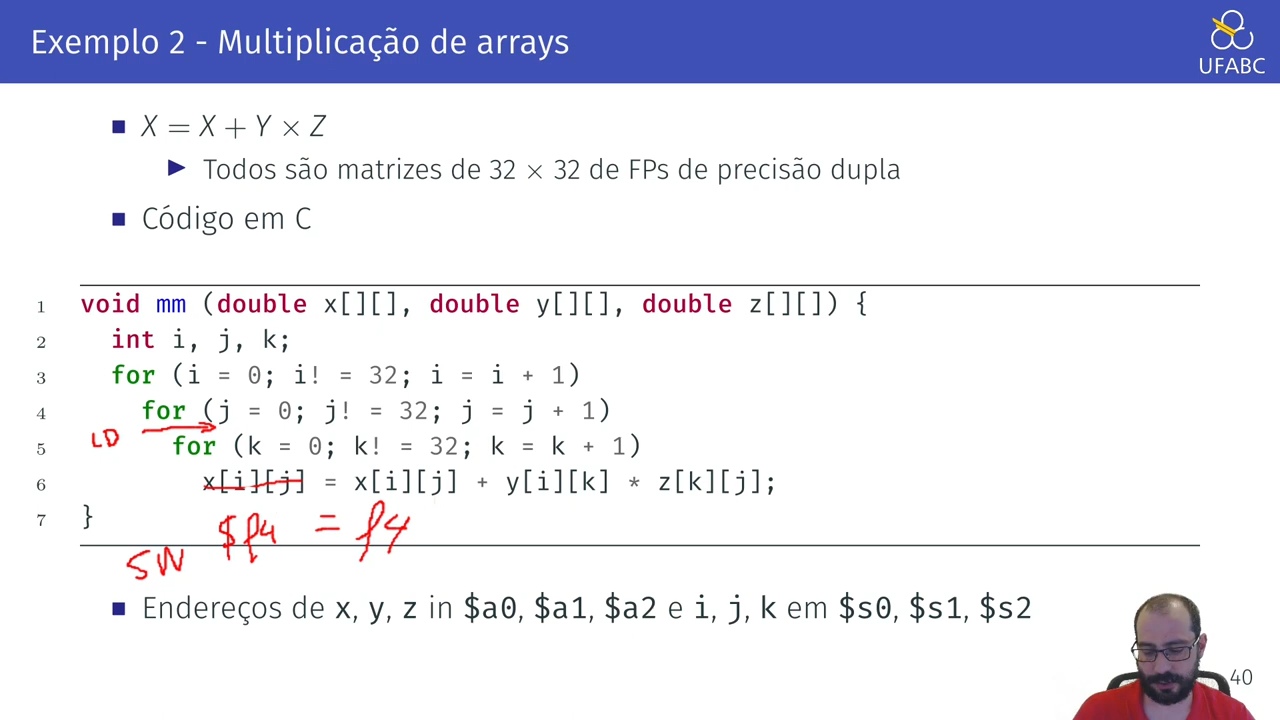 Exemplo 2 - Multiplicação de arrays
UFABC
X = X + Y × Z
Todos são matrizes de 32 × 32 de FPs de precisão dupla
Código em C
1 void mm (double x[][], double y[][], double z[][]) {
2 int i, j, k;
3 for (i = 0; i! = 32; i = i + 1)
4 for (j = 0; j! = 32; j = j + 1)
LD
5 for (k = 0; k! = 32; k = k + 1)
6 x[i][j] = x[i][j] + y[i][k] * z[k][j];
7 }
$f4 = f4
SW
Endereços de x, y, z in $a0, $a1, $a2 e i, j, k em $s0, $s1, $s2
40